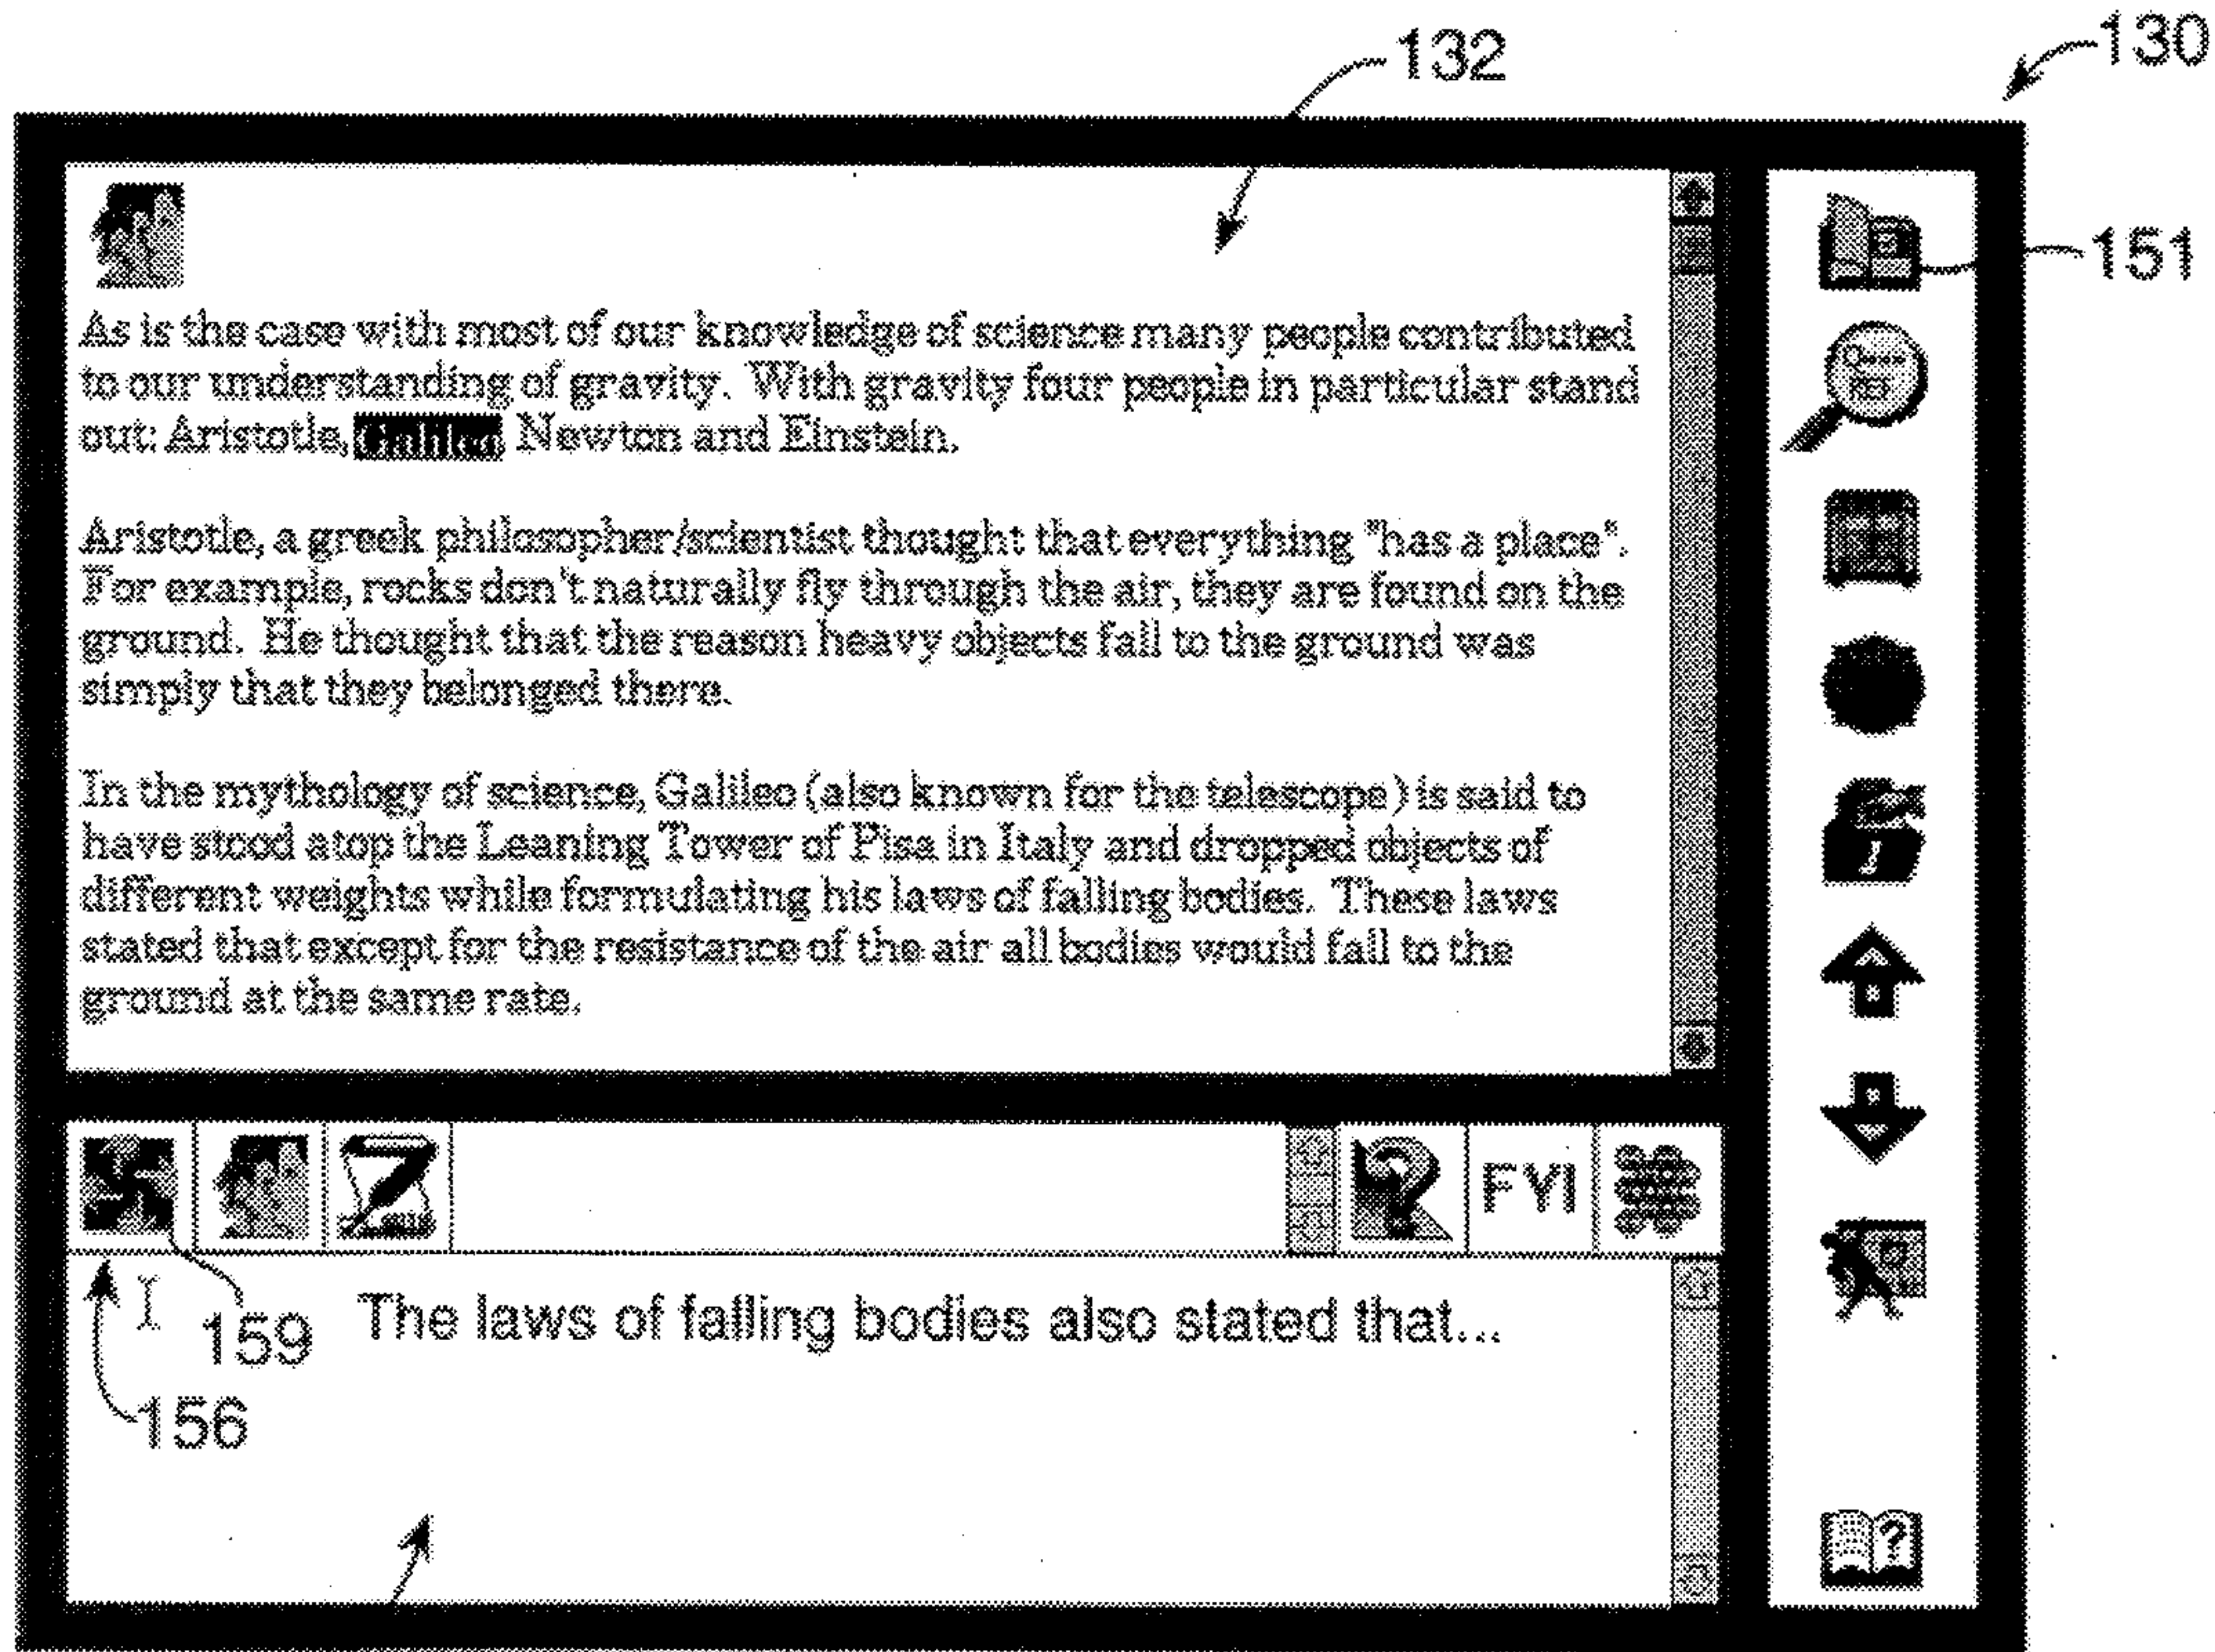 132
130
151
As is the case with most of our knowledge of science many people contributed
to our understanding of gravity. With gravity four people in particular stand
out: Aristotle, Galileo, Newton and Einstein.
Aristotle, a greek philosopher/scientist thought that everything "has a place".
For example, rocks don't naturally fly through the air, they are found on the
ground. He thought that the reason heavy objects fall to the ground was
simply that they belonged there.
In the mythology of science, Galileo (also known for the telescope) is said to
have stood atop the Leaning Tower of Pisa in Italy and dropped objects of
different weights while formulating his laws of falling bodies. These laws
stated that except for the resistance of the air all bodies would fall to the
ground at the same rate.
REF
? FYI
159 The laws of falling bodies also stated that...
156
?